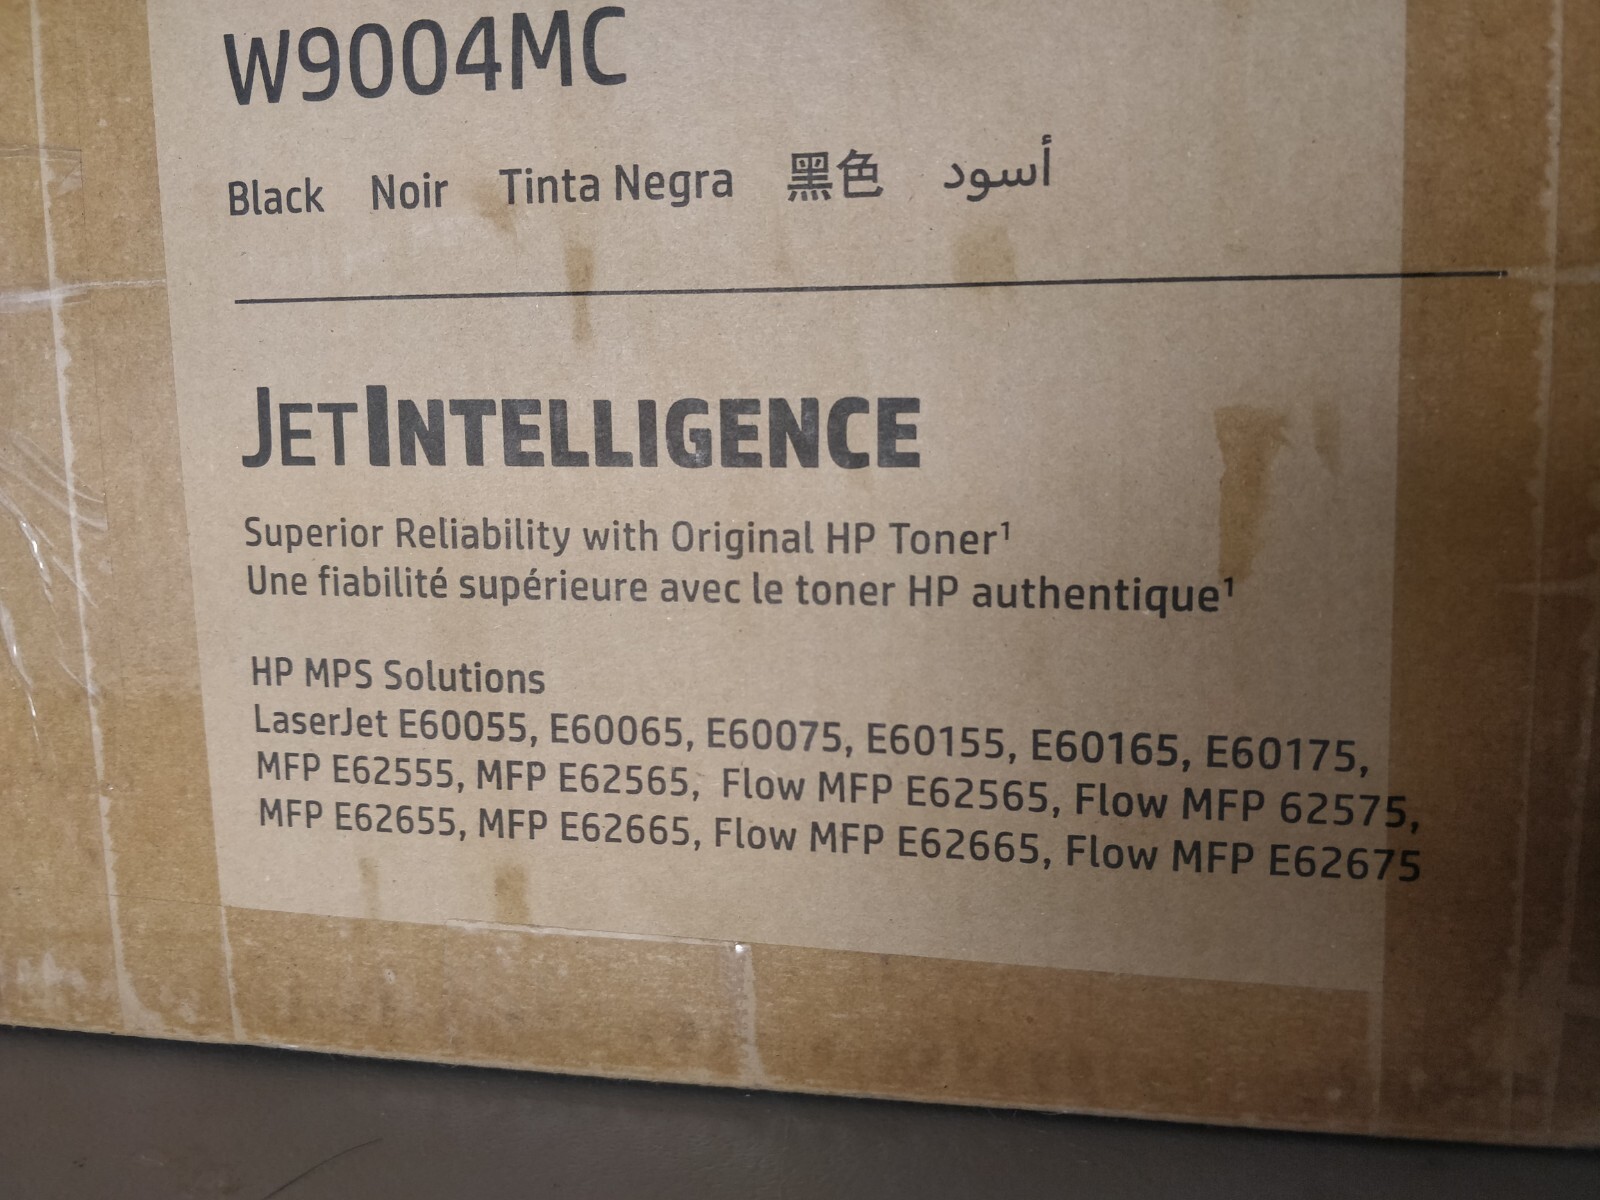 W9004MC
Black Noir Tinta Negra 黑色 أسود
JETINTELLIGENCE
Superior Reliability with Original HP Toner¹
Une fiabilité supérieure avec le toner HP authentique¹
HP MPS Solutions
LaserJet E60055, E60065, E60075, E60155, E60165, E60175,
MFP E62555, MFP E62565, Flow MFP E62565, Flow MFP 62575,
MFP E62655, MFP E62665, Flow MFP E62665, Flow MFP E62675